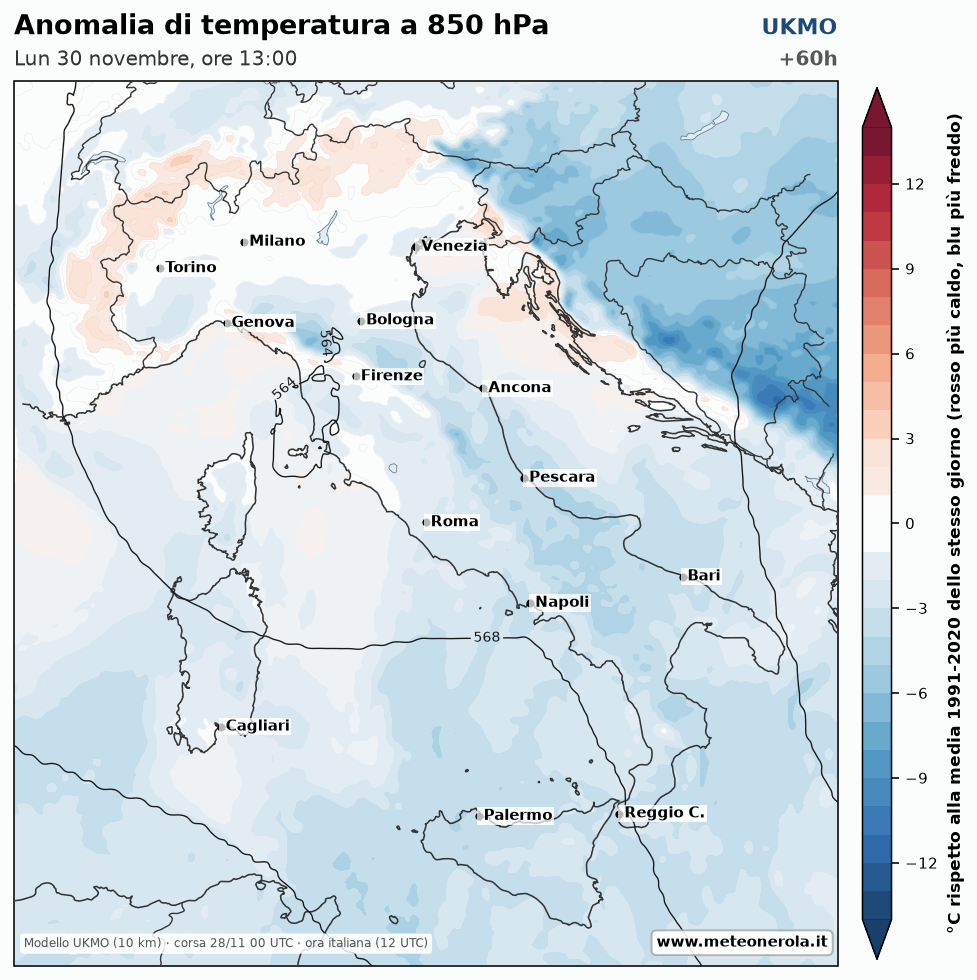 Anomalia di temperatura a 850 hPa
UKMO
Lun 30 novembre, ore 13:00
+60h
Milano
Venezia
Torino
Genova
Bologna
564
Firenze
564
Ancona
Pescara
Roma
Bari
Napoli
568
Cagliari
Palermo
Reggio C.
12
9
6
3
0
−3
−6
−9
−12
°C rispetto alla media 1991-2020 dello stesso giorno (rosso più caldo, blu più freddo)
Modello UKMO (10 km) · corsa 28/11 00 UTC · ora italiana (12 UTC)
www.meteonerola.it